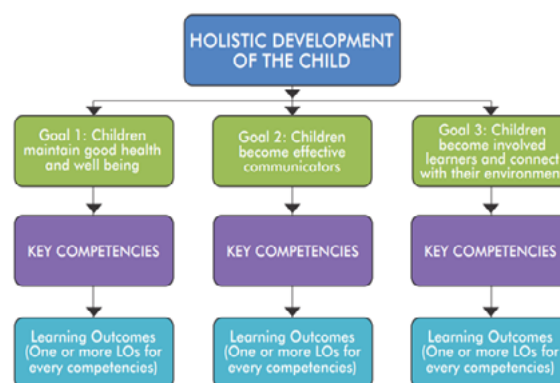 HOLISTIC DEVELOPMENT
OF THE CHILD
Goal 1: Children
maintain good health
and well being
Goal 2: Children
become effective
communicators
Goal 3: Children
become involved
learners and connect
with their environment
KEY COMPETENCIES
KEY COMPETENCIES
KEY COMPETENCIES
Learning Outcomes
(One or more LOs for
every competencies)
Learning Outcomes
(One or more LOs for
every competencies)
Learning Outcomes
(One or more LOs for
every competencies)